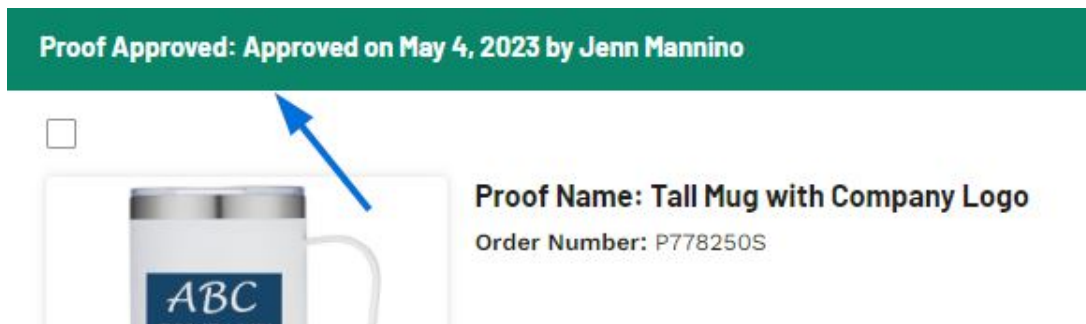 Proof Approved: Approved on May 4, 2023 by Jenn Mannino
Proof Name: Tall Mug with Company Logo
Order Number: P778250S
ABC